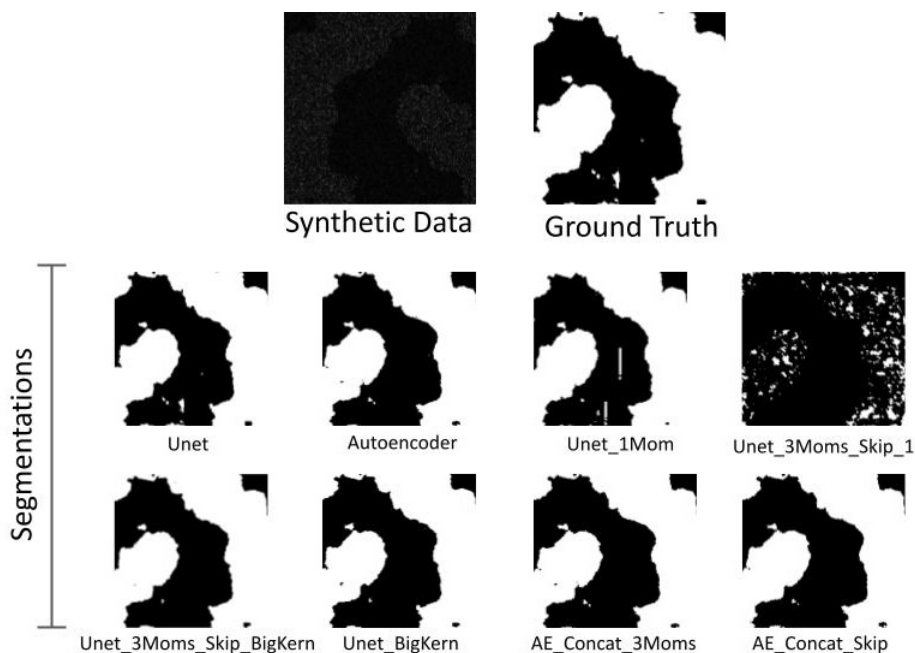 Synthetic Data
Ground Truth
Segmentations
Unet
Autoencoder
Unet_1Mom
Unet_3Moms_Skip_1
Unet_3Moms_Skip_BigKern
Unet_BigKern
AE_Concat_3Moms
AE_Concat_Skip